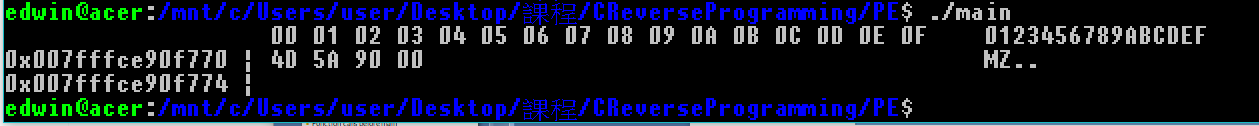 edwin@acer:/mnt/c/Users/user/Desktop/課程/CReverseProgramming/PE$ ./main
00 01 02 03 04 05 06 07 08 09 0A 0B 0C 0D 0E 0F 0123456789ABCDEF
0x007fffce90f770 | 4D 5A 90 00 MZ..
0x007fffce90f774 |
edwin@acer:/mnt/c/Users/user/Desktop/課程/CReverseProgramming/PE$